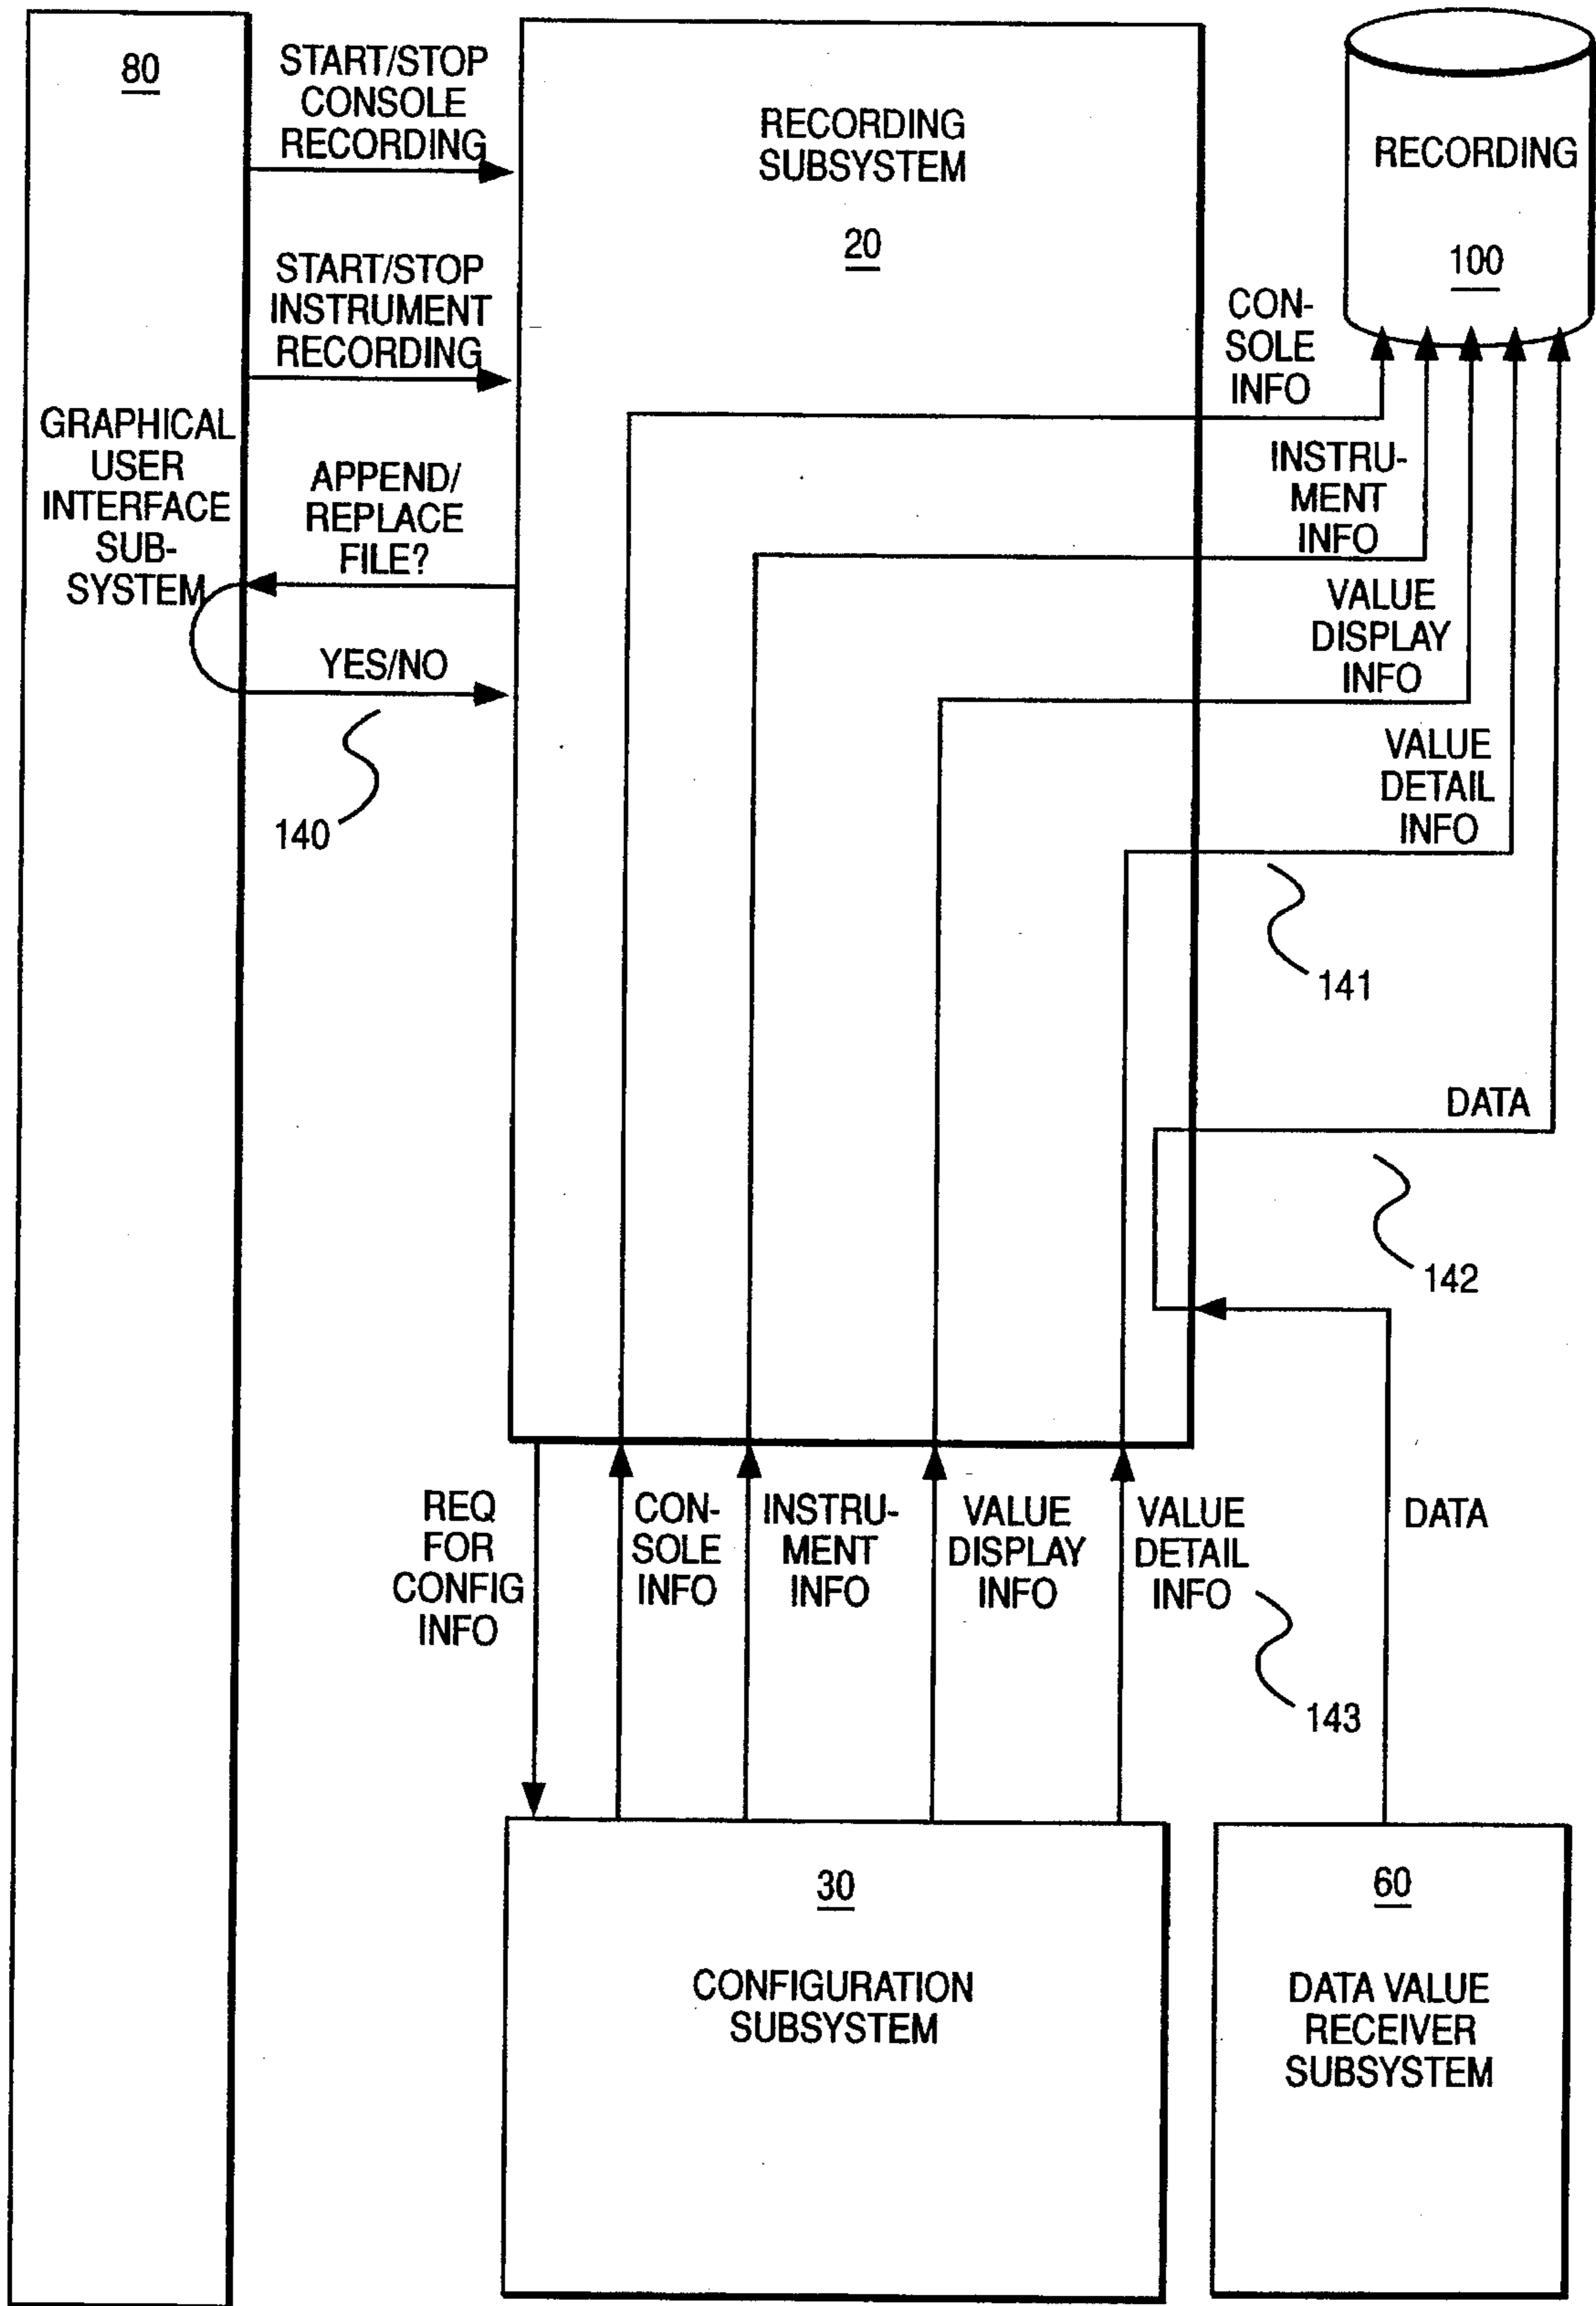 80
GRAPHICAL
USER
INTERFACE
SUB-
SYSTEM
START/STOP
CONSOLE
RECORDING
START/STOP
INSTRUMENT
RECORDING
APPEND/
REPLACE
FILE?
YES/NO
140
RECORDING
SUBSYSTEM
20
RECORDING
100
CON-
SOLE
INFO
INSTRU-
MENT
INFO
VALUE
DISPLAY
INFO
VALUE
DETAIL
INFO
141
DATA
142
REQ
FOR
CONFIG
INFO
CON-
SOLE
INFO
INSTRU-
MENT
INFO
VALUE
DISPLAY
INFO
VALUE
DETAIL
INFO
143
DATA
30
CONFIGURATION
SUBSYSTEM
60
DATA VALUE
RECEIVER
SUBSYSTEM